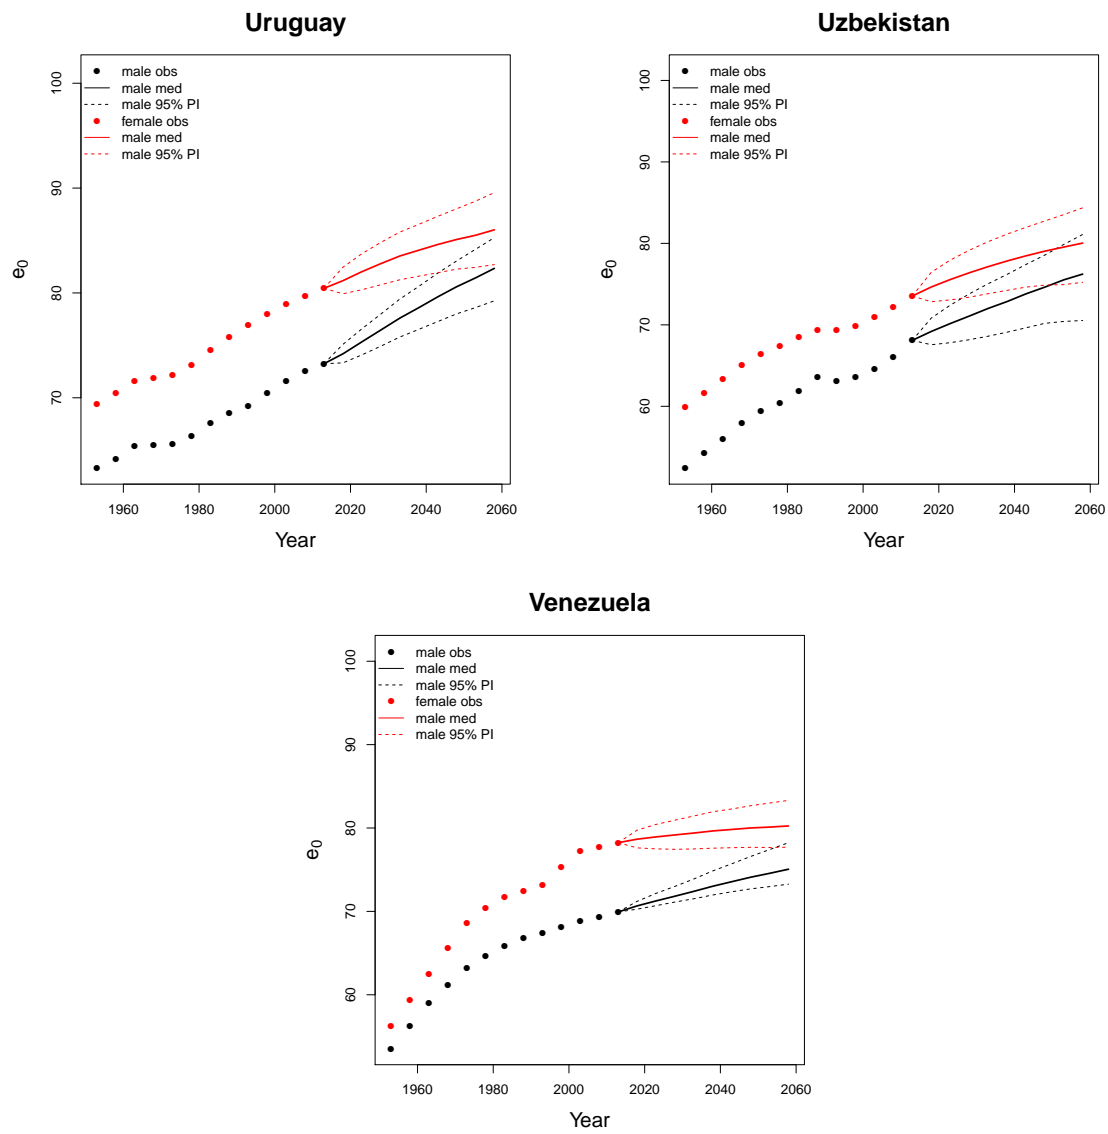 Uruguay
100
90
80
70
e0
male obs
male med
male 95% PI
female obs
male med
male 95% PI
1960 1980 2000 2020 2040 2060
Year
Uzbekistan
100
90
80
70
60
e0
male obs
male med
male 95% PI
female obs
male med
male 95% PI
1960 1980 2000 2020 2040 2060
Year
Venezuela
100
90
80
70
60
e0
male obs
male med
male 95% PI
female obs
male med
male 95% PI
1960 1980 2000 2020 2040 2060
Year